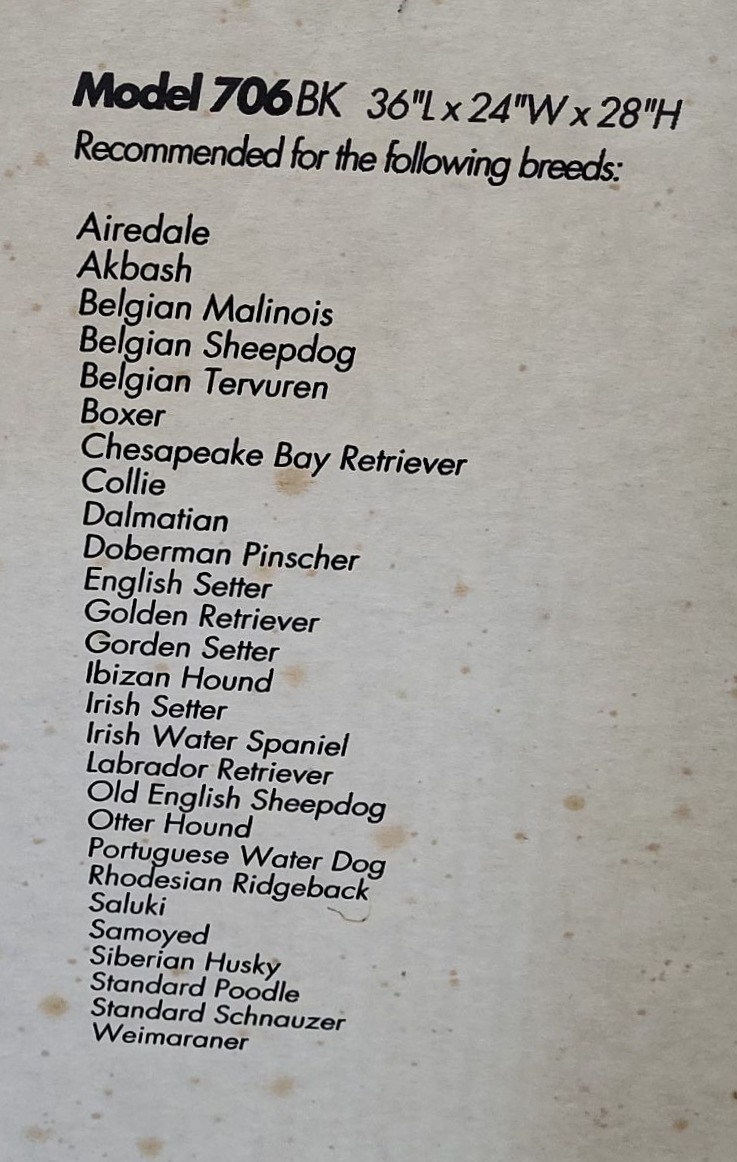 Model 706BK 36"L x 24"W x 28"H
Recommended for the following breeds:
Airedale
Akbash
Belgian Malinois
Belgian Sheepdog
Belgian Tervuren
Boxer
Chesapeake Bay Retriever
Collie
Dalmatian
Doberman Pinscher
English Setter
Golden Retriever
Gorden Setter
Ibizan Hound
Irish Setter
Irish Water Spaniel
Labrador Retriever
Old English Sheepdog
Otter Hound
Portuguese Water Dog
Rhodesian Ridgeback
Saluki
Samoyed
Siberian Husky
Standard Poodle
Standard Schnauzer
Weimaraner